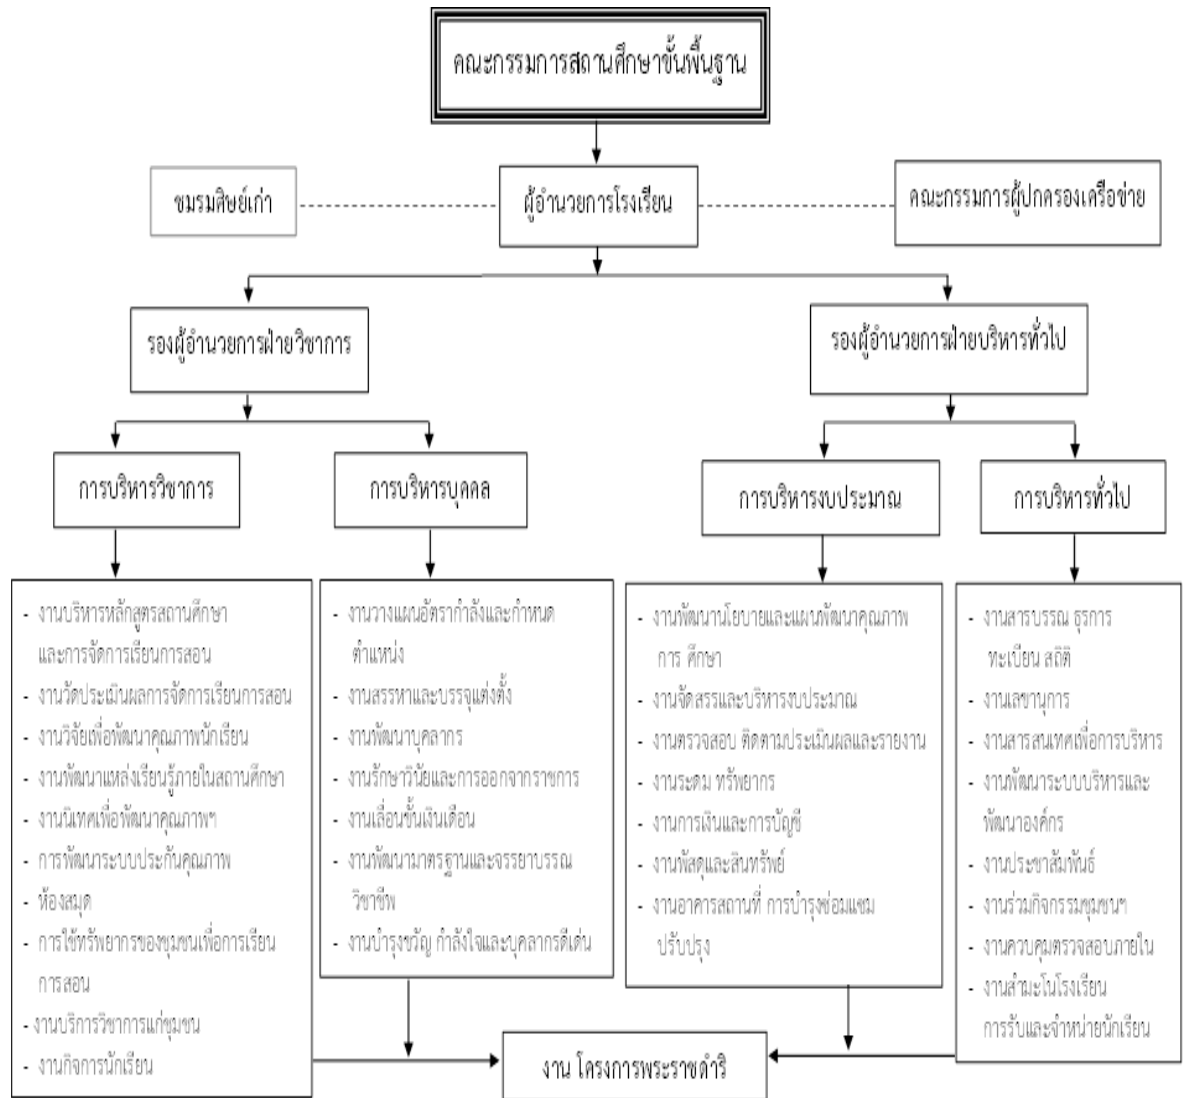 คณะกรรมการสถานศึกษาขั้นพื้นฐาน
ชมรมศิษย์เก่า
ผู้อำนวยการโรงเรียน
คณะกรรมการผู้ปกครองเครือข่าย
รองผู้อำนวยการฝ่ายวิชาการ
รองผู้อำนวยการฝ่ายบริหารทั่วไป
การบริหารวิชาการ
การบริหารบุคคล
การบริหารงบประมาณ
การบริหารทั่วไป
- งานบริหารหลักสูตรสถานศึกษา
และการจัดการเรียนการสอน
- งานวัดประเมินผลการจัดการเรียนการสอน
- งานวิจัยเพื่อพัฒนาคุณภาพนักเรียน
- งานพัฒนาแหล่งเรียนรู้ภายในสถานศึกษา
- งานนิเทศเพื่อพัฒนาคุณภาพฯ
- การพัฒนาระบบประกันคุณภาพ
- ห้องสมุด
- การใช้ทรัพยากรของชุมชนเพื่อการเรียน
การสอน
-งานบริการวิชาการแก่ชุมชน
- งานกิจการนักเรียน
- งานวางแผนอัตรากำลังและกำหนด
ตำแหน่ง
- งานสรรหาและบรรจุแต่งตั้ง
- งานพัฒนาบุคลากร
- งานรักษาวินัยและการออกจากราชการ
- งานเลื่อนขั้นเงินเดือน
- งานพัฒนามาตรฐานและจรรยาบรรณ
วิชาชีพ
- งานบำรุงขวัญ กำลังใจและบุคลากรดีเด่น
- งานพัฒนานโยบายและแผนพัฒนาคุณภาพ
การ ศึกษา
- งานจัดสรรและบริหารงบประมาณ
- งานตรวจสอบ ติดตามประเมินผลและรายงาน
- งานระดม ทรัพยากร
- งานการเงินและการบัญชี
- งานพัสดุและสินทรัพย์
- งานอาคารสถานที่ การบำรุงซ่อมแซม
ปรับปรุง
- งานสารบรรณ ธุรการ
ทะเบียน สถิติ
- งานเลขานุการ
- งานสารสนเทศเพื่อการบริหาร
- งานพัฒนาระบบบริหารและ
พัฒนาองค์กร
- งานประชาสัมพันธ์
- งานร่วมกิจกรรมชุมชนฯ
- งานควบคุมตรวจสอบภายใน
- งานสำมะโนโรงเรียน
การรับและจำหน่ายนักเรียน
งาน โครงการพระราชดำริ